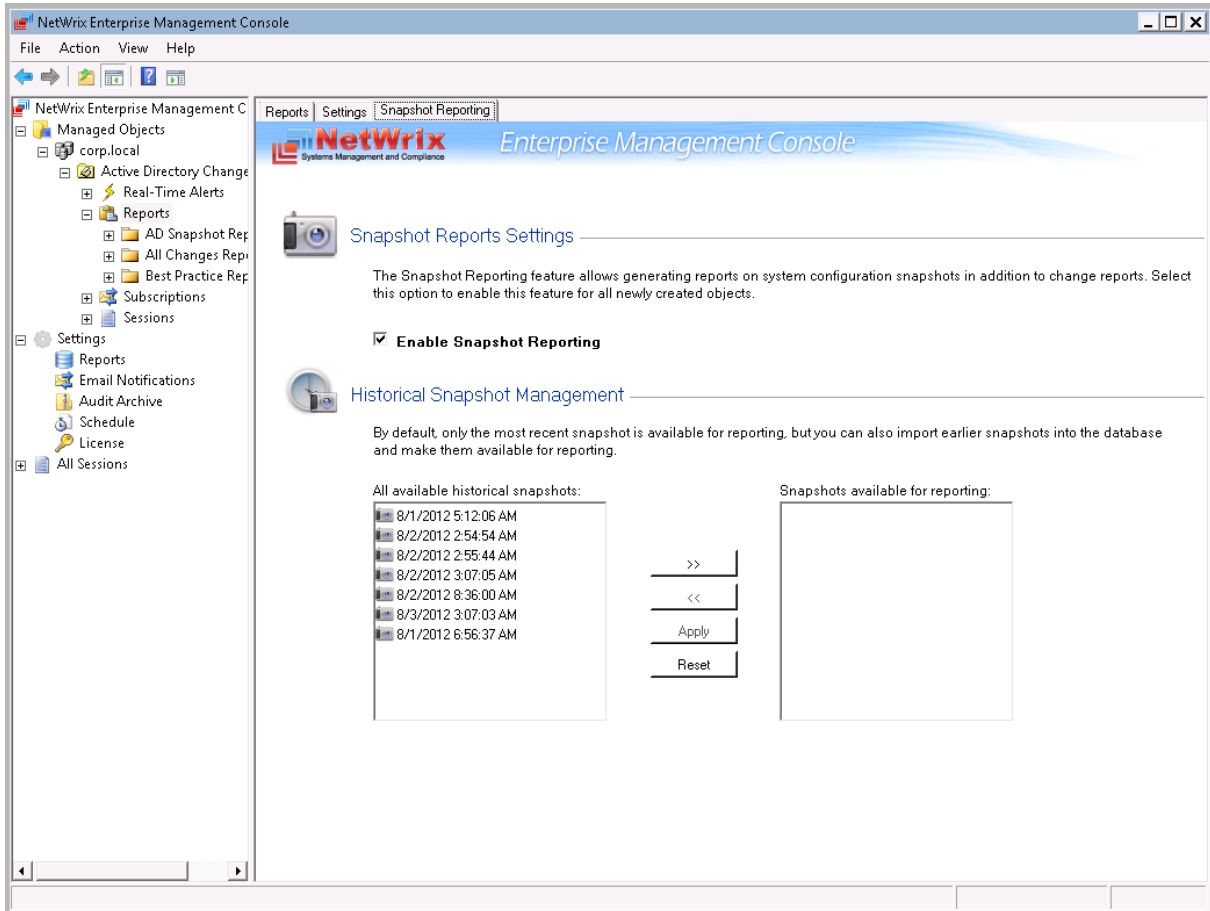 NetWrix Enterprise Management Console
File Action View Help
NetWrix Enterprise Management C
Managed Objects
corp.local
Active Directory Change
Real-Time Alerts
Reports
AD Snapshot Rep
All Changes Repo
Best Practice Rep
Subscriptions
Sessions
Settings
Reports
Email Notifications
Audit Archive
Schedule
License
All Sessions
Reports Settings Snapshot Reporting
NetWrix
Systems Management and Compliance
Enterprise Management Console
Snapshot Reports Settings
The Snapshot Reporting feature allows generating reports on system configuration snapshots in addition to change reports. Select
this option to enable this feature for all newly created objects.
Enable Snapshot Reporting
Historical Snapshot Management
By default, only the most recent snapshot is available for reporting, but you can also import earlier snapshots into the database
and make them available for reporting.
All available historical snapshots:
8/1/2012 5:12:06 AM
8/2/2012 2:54:54 AM
8/2/2012 2:55:44 AM
8/2/2012 3:07:05 AM
8/2/2012 8:36:00 AM
8/3/2012 3:07:03 AM
8/1/2012 6:56:37 AM
>>
<<
Apply
Reset
Snapshots available for reporting: